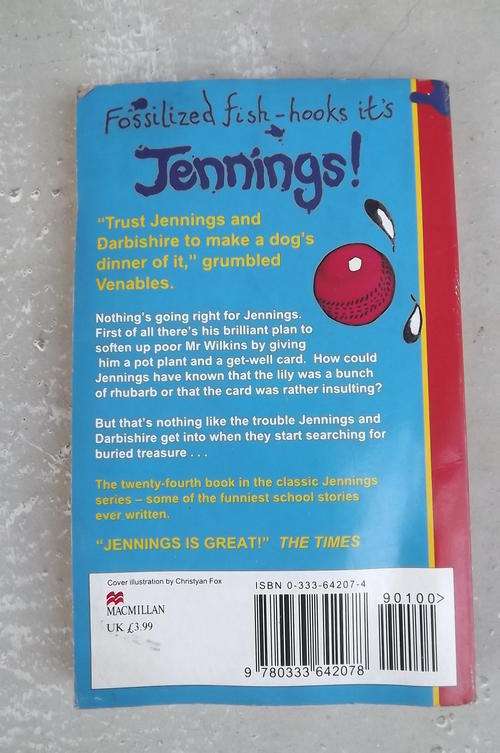 Fossilized fish-hooks it's
Jennings!
"Trust Jennings and
Darbishire to make a dog's
dinner of it," grumbled
Venables.
Nothing's going right for Jennings.
First of all there's his brilliant plan to
soften up poor Mr Wilkins by giving
him a pot plant and a get-well card. How could
Jennings have known that the lily was a bunch
of rhubarb or that the card was rather insulting?
But that's nothing like the trouble Jennings and
Darbishire get into when they start searching for
buried treasure . . .
The twenty-fourth book in the classic Jennings
series – some of the funniest school stories
ever written.
"JENNINGS IS GREAT!" THE TIMES
Cover illustration by Christyan Fox
MACMILLAN
UK £3.99
ISBN 0-333-64207-4
90100>
9 780333 642078